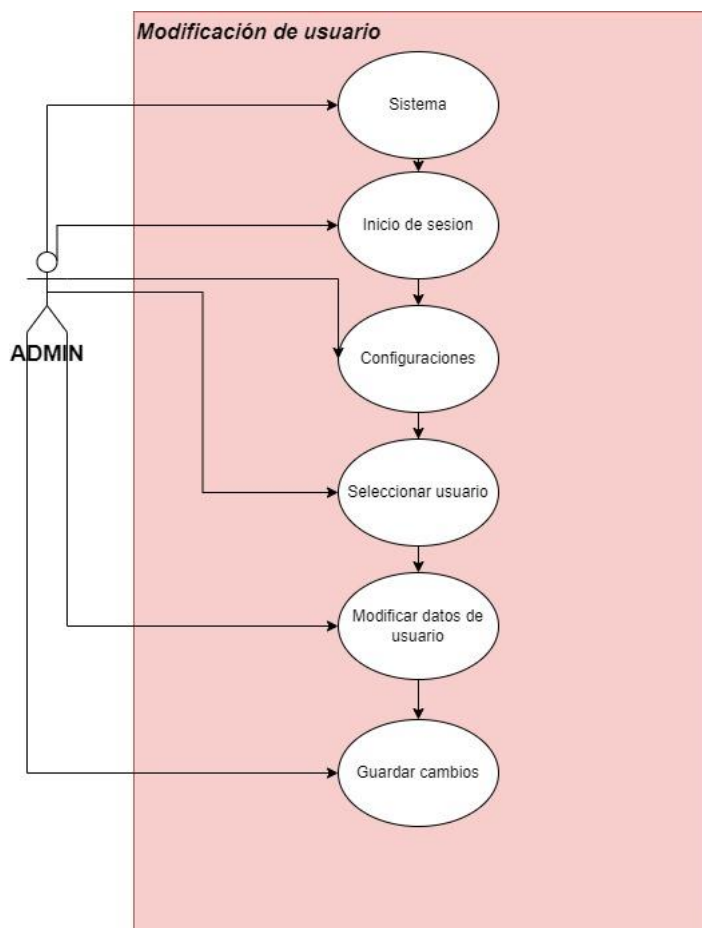 Modificación de usuario
Sistema
Inicio de sesion
ADMIN
Configuraciones
Seleccionar usuario
Modificar datos de
usuario
Guardar cambios